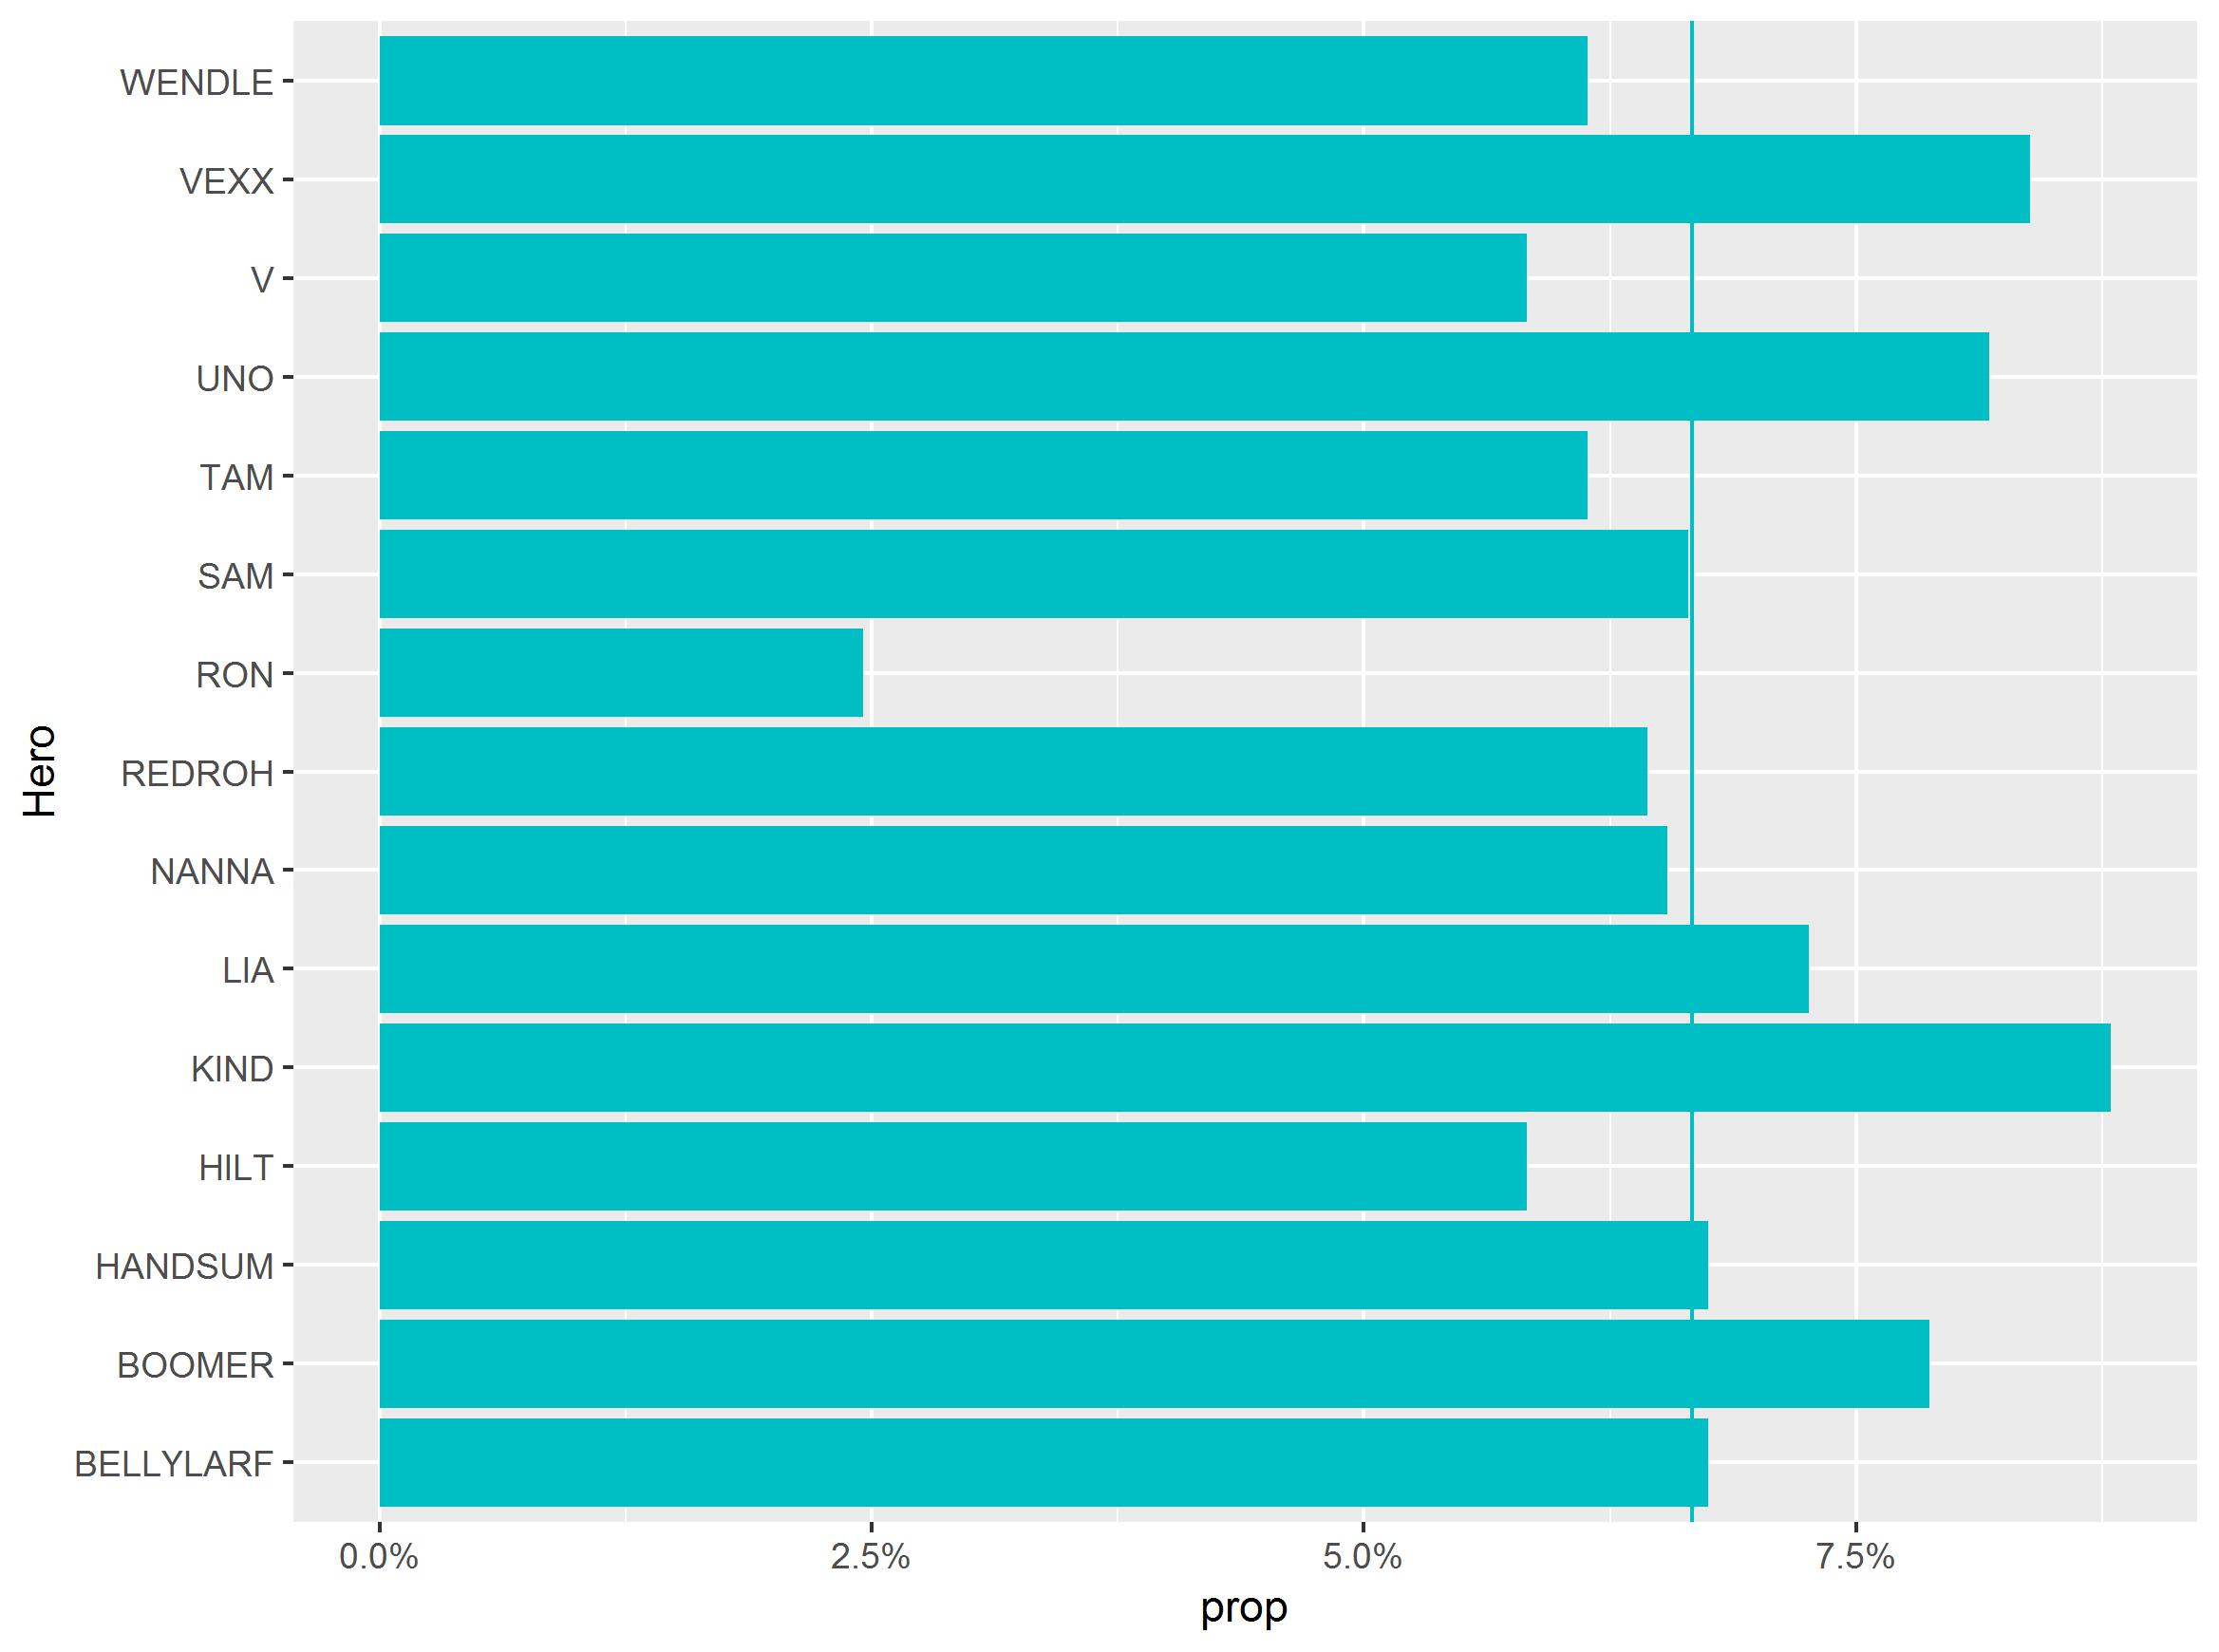 WENDLE
VEXX
V
UNO
TAM
SAM
RON
REDROH
NANNA
LIA
KIND
HILT
HANDSUM
BOOMER
BELLYLARF
Hero
0.0% 2.5% 5.0% 7.5%
prop